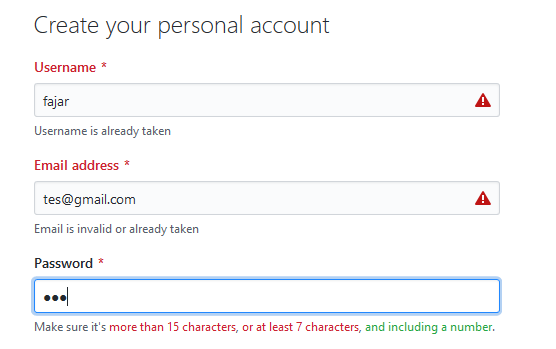 Create your personal account
Username *
fajar
Username is already taken
Email address *
tes@gmail.com
Email is invalid or already taken
Password *
•••
Make sure it's more than 15 characters, or at least 7 characters, and including a number.